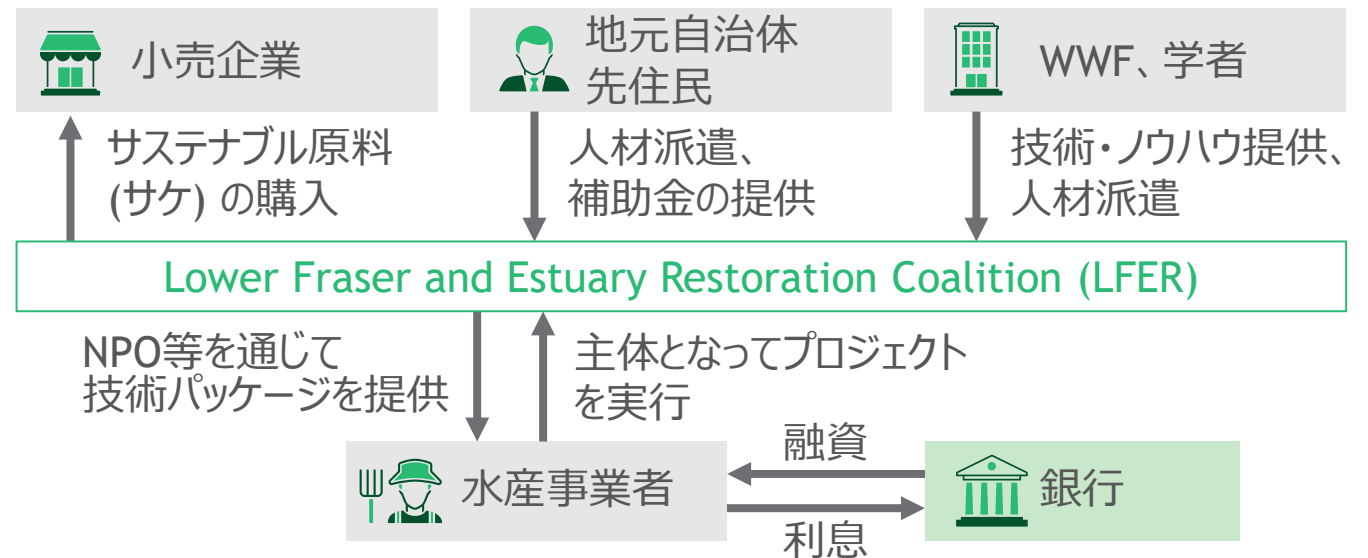 小売企業
地元自治体
先住民
WWF、学者
サステナブル原料
(サケ) の購入
人材派遣、
補助金の提供
技術・ノウハウ提供、
人材派遣
Lower Fraser and Estuary Restoration Coalition (LFER)
NPO等を通じて
技術パッケージを提供
主体となってプロジェクト
を実行
水産事業者
融資
利息
銀行